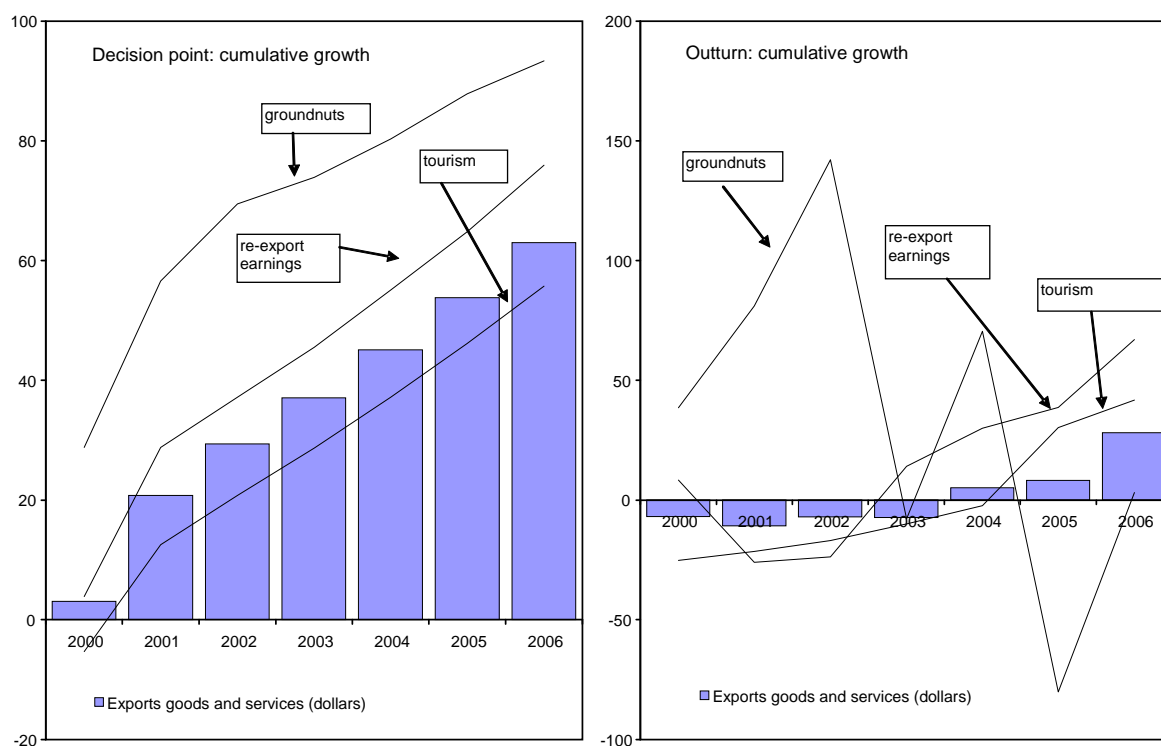 Decision point: cumulative growth
100
80
60
40
20
0
-20
groundnuts
tourism
re-export
earnings
2000
2001
2002
2003
2004
2005
2006
Exports goods and services (dollars)
Outturn: cumulative growth
200
150
100
50
0
-50
-100
groundnuts
re-export
earnings
tourism
2000
2001
2002
2003
2004
2005
2006
Exports goods and services (dollars)